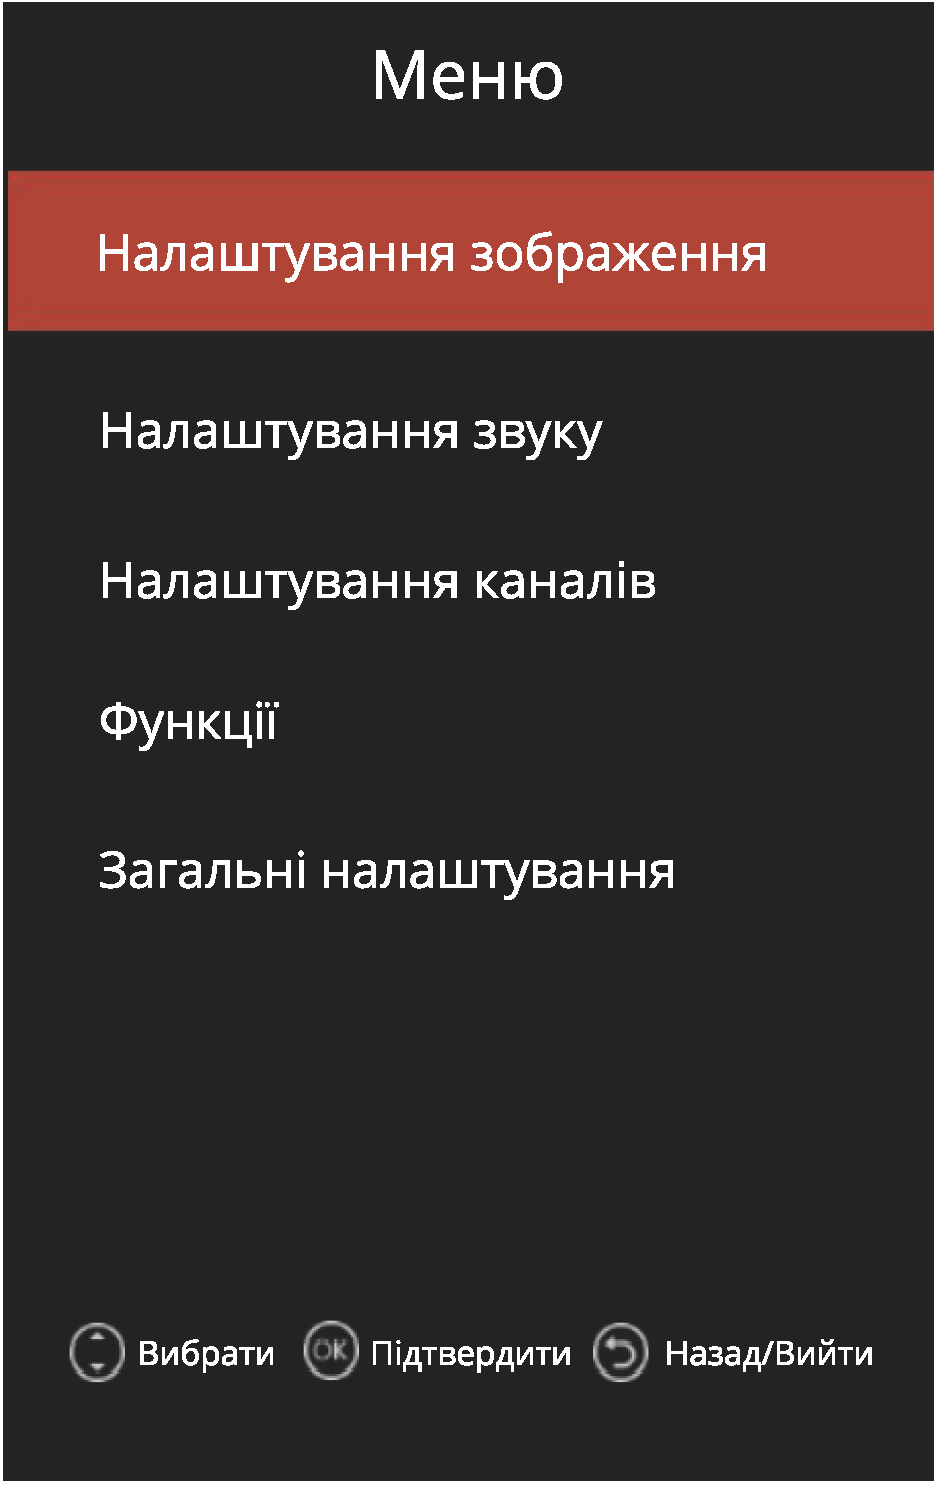 Меню
Налаштування зображення
Налаштування звуку
Налаштування каналів
Функції
Загальні налаштування
Вибрати OK Підтвердити Назад/Вийти